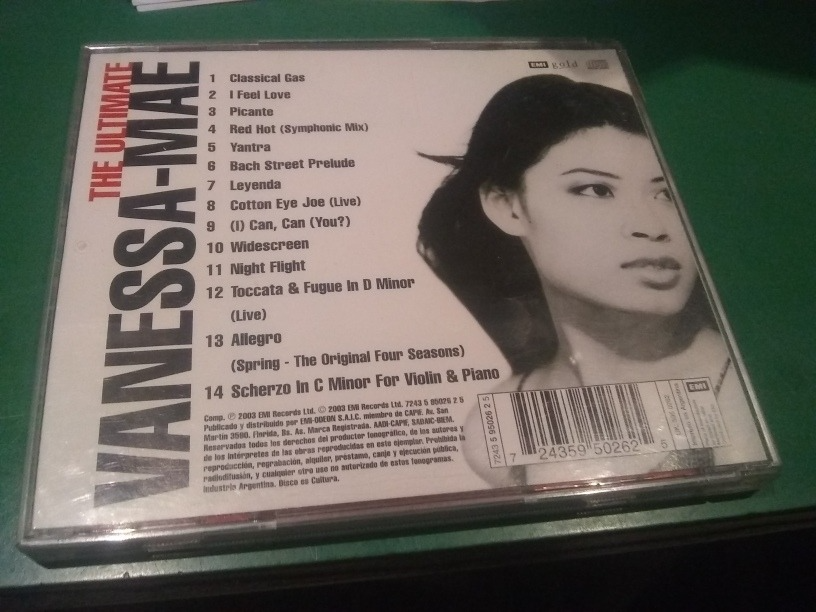 THE ULTIMATE
VANESSA-MAE
EMI gold
1 Classical Gas
2 I Feel Love
3 Picante
4 Red Hot (Symphonic Mix)
5 Yantra
6 Bach Street Prelude
7 Leyenda
8 Cotton Eye Joe (Live)
9 (I) Can, Can (You?)
10 Widescreen
11 Night Flight
12 Toccata & Fugue In D Minor
(Live)
13 Allegro
(Spring - The Original Four Seasons)
14 Scherzo In C Minor For Violin & Piano
Comp. ℗ 2003 EMI Records Ltd. © 2003 EMI Records Ltd. 7243 5 95026 2 5
Publicado y distribuido por EMI-ODEON S.A.I.C. miembro de CAPIF. Av. San
Martín 3590. Florida, Bs. As. Marca Registrada. AADI-CAPIF, SADAIC-BIEM.
Reservados todos los derechos del productor fonográfico, de los autores y
de los intérpretes de las obras reproducidas en este ejemplar. Prohibida la
reproducción, regrabación, alquiler, préstamo, canje y ejecución pública,
radiodifusión, y cualquier otro uso no autorizado de estos fonogramas.
Industria Argentina. Disco es Cultura.
7243 5 95026 2 5
7 24359 50262 5
EMI